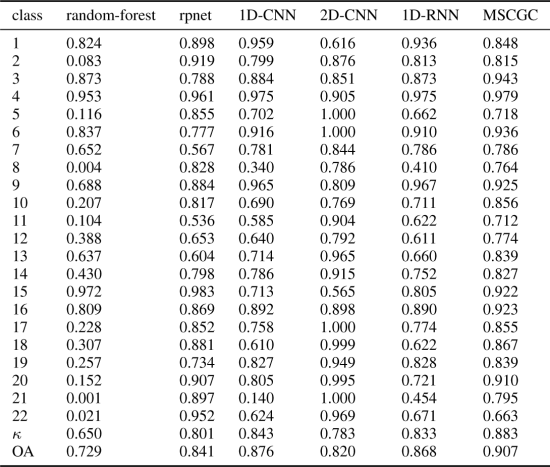 class random-forest rpnet 1D-CNN 2D-CNN 1D-RNN MSCGC
1 0.824 0.898 0.959 0.616 0.936 0.848
2 0.083 0.919 0.799 0.876 0.813 0.815
3 0.873 0.788 0.884 0.851 0.873 0.943
4 0.953 0.961 0.975 0.905 0.975 0.979
5 0.116 0.855 0.702 1.000 0.662 0.718
6 0.837 0.777 0.916 1.000 0.910 0.936
7 0.652 0.567 0.781 0.844 0.786 0.786
8 0.004 0.828 0.340 0.786 0.410 0.764
9 0.688 0.884 0.965 0.809 0.967 0.925
10 0.207 0.817 0.690 0.769 0.711 0.856
11 0.104 0.536 0.585 0.904 0.622 0.712
12 0.388 0.653 0.640 0.792 0.611 0.774
13 0.637 0.604 0.714 0.965 0.660 0.839
14 0.430 0.798 0.786 0.915 0.752 0.827
15 0.972 0.983 0.713 0.565 0.805 0.922
16 0.809 0.869 0.892 0.898 0.890 0.923
17 0.228 0.852 0.758 1.000 0.774 0.855
18 0.307 0.881 0.610 0.999 0.622 0.867
19 0.257 0.734 0.827 0.949 0.828 0.839
20 0.152 0.907 0.805 0.995 0.721 0.910
21 0.001 0.897 0.140 1.000 0.454 0.795
22 0.021 0.952 0.624 0.969 0.671 0.663
κ 0.650 0.801 0.843 0.783 0.833 0.883
OA 0.729 0.841 0.876 0.820 0.868 0.907